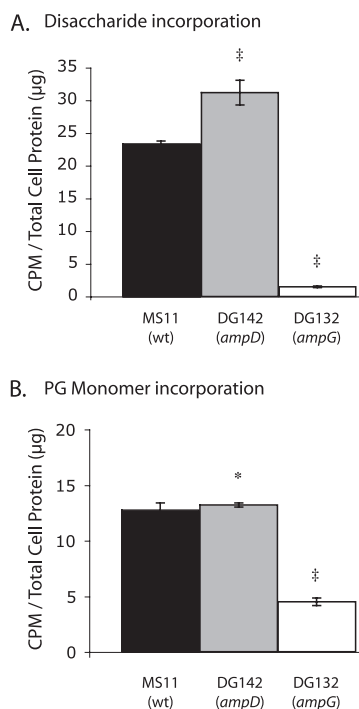 A. Disaccharide incorporation
CPM / Total Cell Protein (µg)
35
30
25
20
15
10
5
0
‡
‡
MS11 DG142 DG132
(wt) (ampD) (ampG)
B. PG Monomer incorporation
CPM / Total Cell Protein (µg)
20
15
10
5
0
*
‡
MS11 DG142 DG132
(wt) (ampD) (ampG)